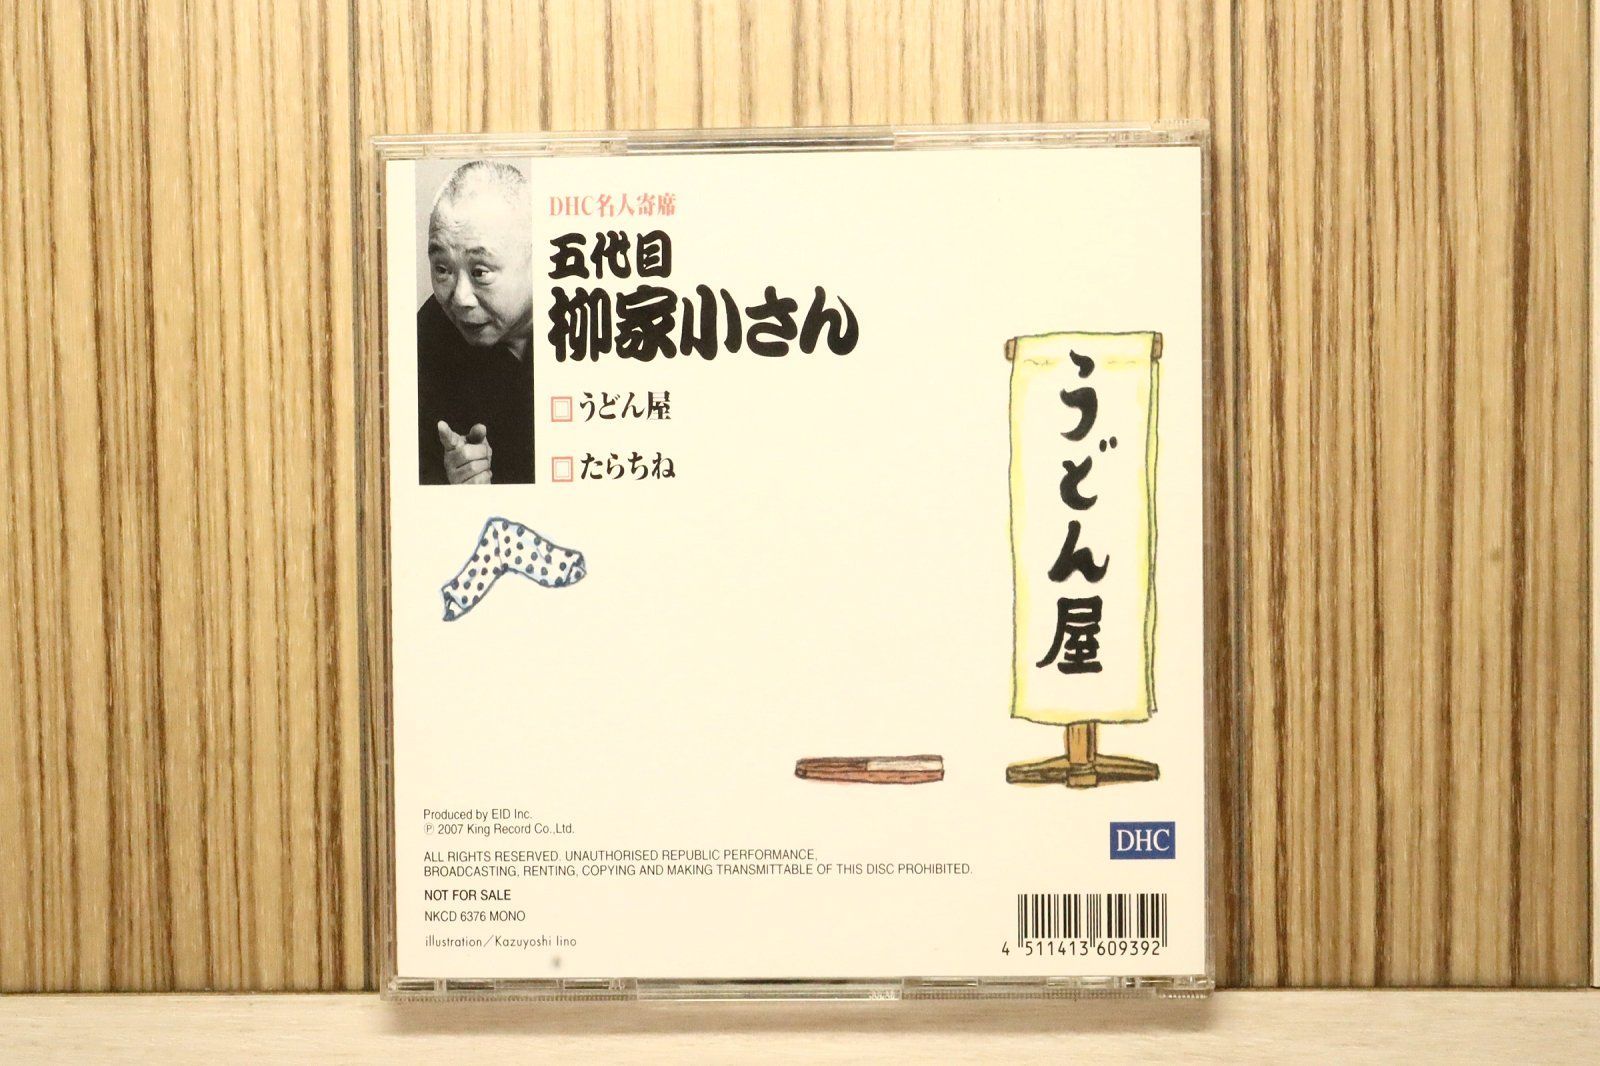 DHC名人寄席
五代目
柳家小さん
うどん屋
たらちね
うどん屋
Produced by EID Inc.
Ⓟ 2007 King Record Co.,Ltd.
ALL RIGHTS RESERVED. UNAUTHORISED REPUBLIC PERFORMANCE,
BROADCASTING, RENTING, COPYING AND MAKING TRANSMITTABLE OF THIS DISC PROHIBITED.
NOT FOR SALE
NKCD 6376 MONO
illustration/Kazuyoshi Iino
DHC
4 511413 609392